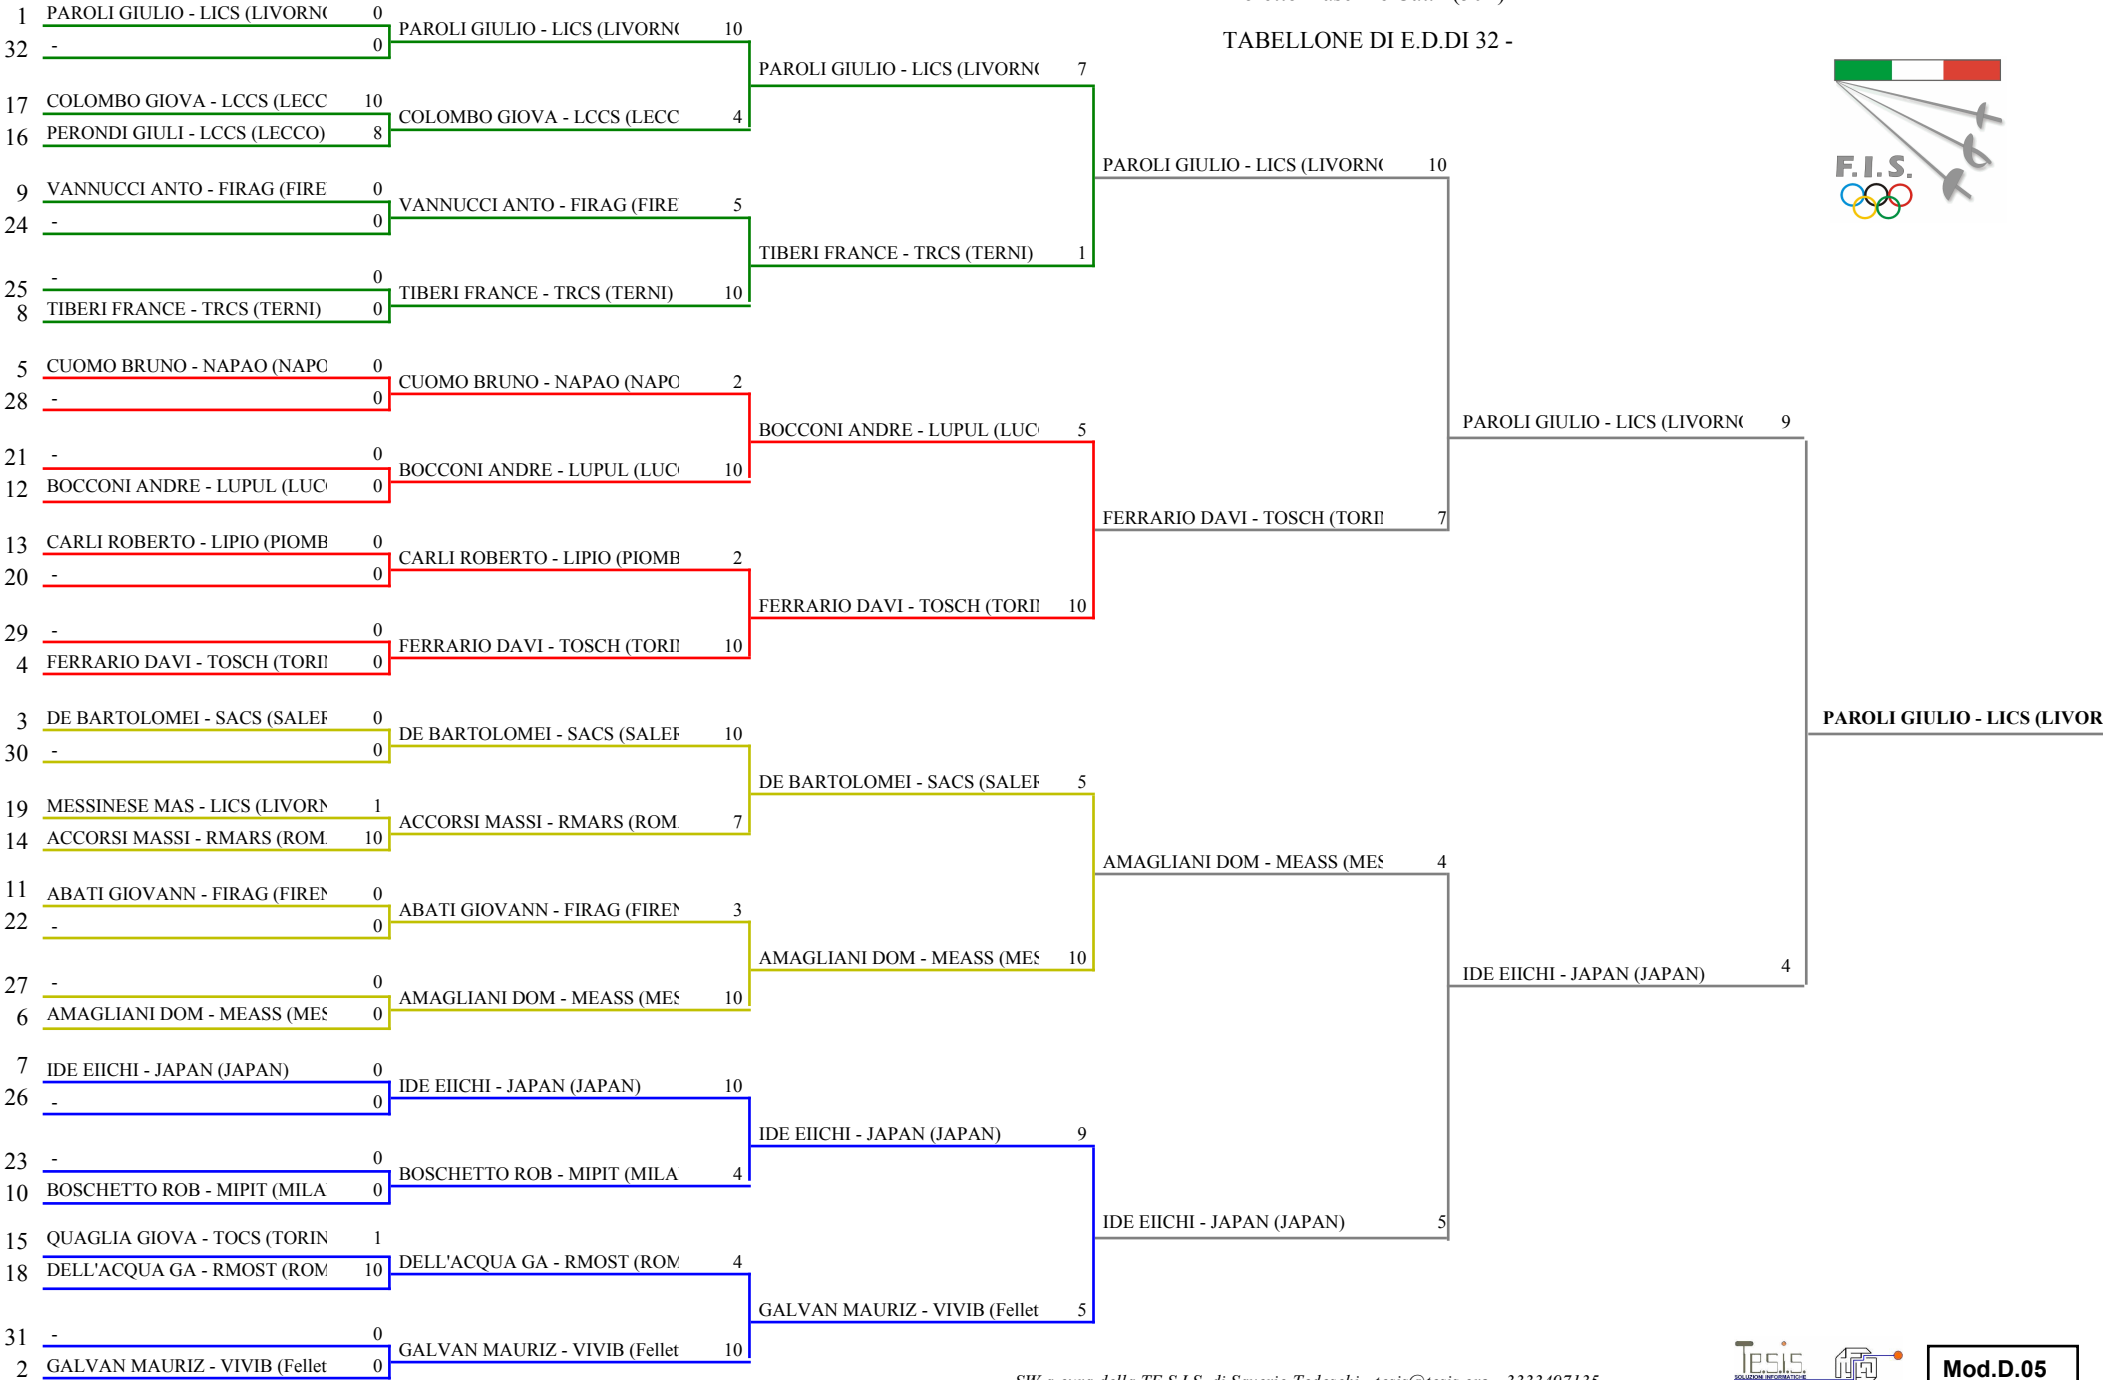 TABELLONE DI E.D.DI 32 -
F.I.S.
1 PAROLI GIULIO - LICS (LIVORN 0
32 - 0
17 COLOMBO GIOVA - LCCS (LECC 10
16 PERONDI GIULI - LCCS (LECCO) 8
9 VANNUCCI ANTO - FIRAG (FIRE 0
24 - 0
25 - 0
8 TIBERI FRANCE - TRCS (TERNI) 0
5 CUOMO BRUNO - NAPAO (NAPO 0
28 - 0
21 - 0
12 BOCCONI ANDRE - LUPUL (LUC 0
13 CARLI ROBERTO - LIPIO (PIOMB 0
20 - 0
29 - 0
4 FERRARIO DAVI - TOSCH (TORI 0
3 DE BARTOLOMEI - SACS (SALER 0
30 - 0
19 MESSINESE MAS - LICS (LIVORN 1
14 ACCORSI MASSI - RMARS (ROM 10
11 ABATI GIOVANN - FIRAG (FIREN 0
22 - 0
27 - 0
6 AMAGLIANI DOM - MEASS (MES 0
7 IDE EIICHI - JAPAN (JAPAN) 0
26 - 0
23 - 0
10 BOSCHETTO ROB - MIPIT (MILA 0
15 QUAGLIA GIOVA - TOCS (TORIN 1
18 DELL'ACQUA GA - RMOST (ROM 10
31 - 0
2 GALVAN MAURIZ - VIVIB (Fellet 0
PAROLI GIULIO - LICS (LIVORN 10
COLOMBO GIOVA - LCCS (LECC 4
VANNUCCI ANTO - FIRAG (FIRE 5
TIBERI FRANCE - TRCS (TERNI) 10
CUOMO BRUNO - NAPAO (NAPO 2
BOCCONI ANDRE - LUPUL (LUC 10
CARLI ROBERTO - LIPIO (PIOMB 2
FERRARIO DAVI - TOSCH (TORI 10
DE BARTOLOMEI - SACS (SALER 10
ACCORSI MASSI - RMARS (ROM 7
ABATI GIOVANN - FIRAG (FIREN 3
AMAGLIANI DOM - MEASS (MES 10
IDE EIICHI - JAPAN (JAPAN) 10
BOSCHETTO ROB - MIPIT (MILA 4
DELL'ACQUA GA - RMOST (ROM 4
GALVAN MAURIZ - VIVIB (Fellet 10
PAROLI GIULIO - LICS (LIVORN 7
TIBERI FRANCE - TRCS (TERNI) 1
BOCCONI ANDRE - LUPUL (LUC 5
FERRARIO DAVI - TOSCH (TORI 10
DE BARTOLOMEI - SACS (SALER 5
AMAGLIANI DOM - MEASS (MES 10
IDE EIICHI - JAPAN (JAPAN) 9
GALVAN MAURIZ - VIVIB (Fellet 5
PAROLI GIULIO - LICS (LIVORN 10
FERRARIO DAVI - TOSCH (TORI 7
AMAGLIANI DOM - MEASS (MES 4
IDE EIICHI - JAPAN (JAPAN) 5
PAROLI GIULIO - LICS (LIVORN 9
IDE EIICHI - JAPAN (JAPAN) 4
PAROLI GIULIO - LICS (LIVOR
SW a cura della TE.S.I.S. di Saverio Tedeschi - tesis@tesis.org - 3333497135
Te.s.i.s.
SOLUZIONI INFORMATICHE
Mod.D.05